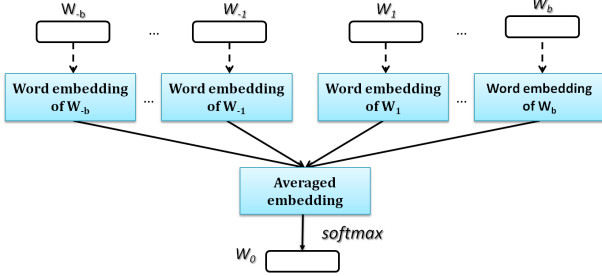 W-b ... W-1 W1 ... Wb
Word embedding of W-b ... Word embedding of W-1 Word embedding of W1 ... Word embedding of Wb
Averaged embedding
softmax
W0